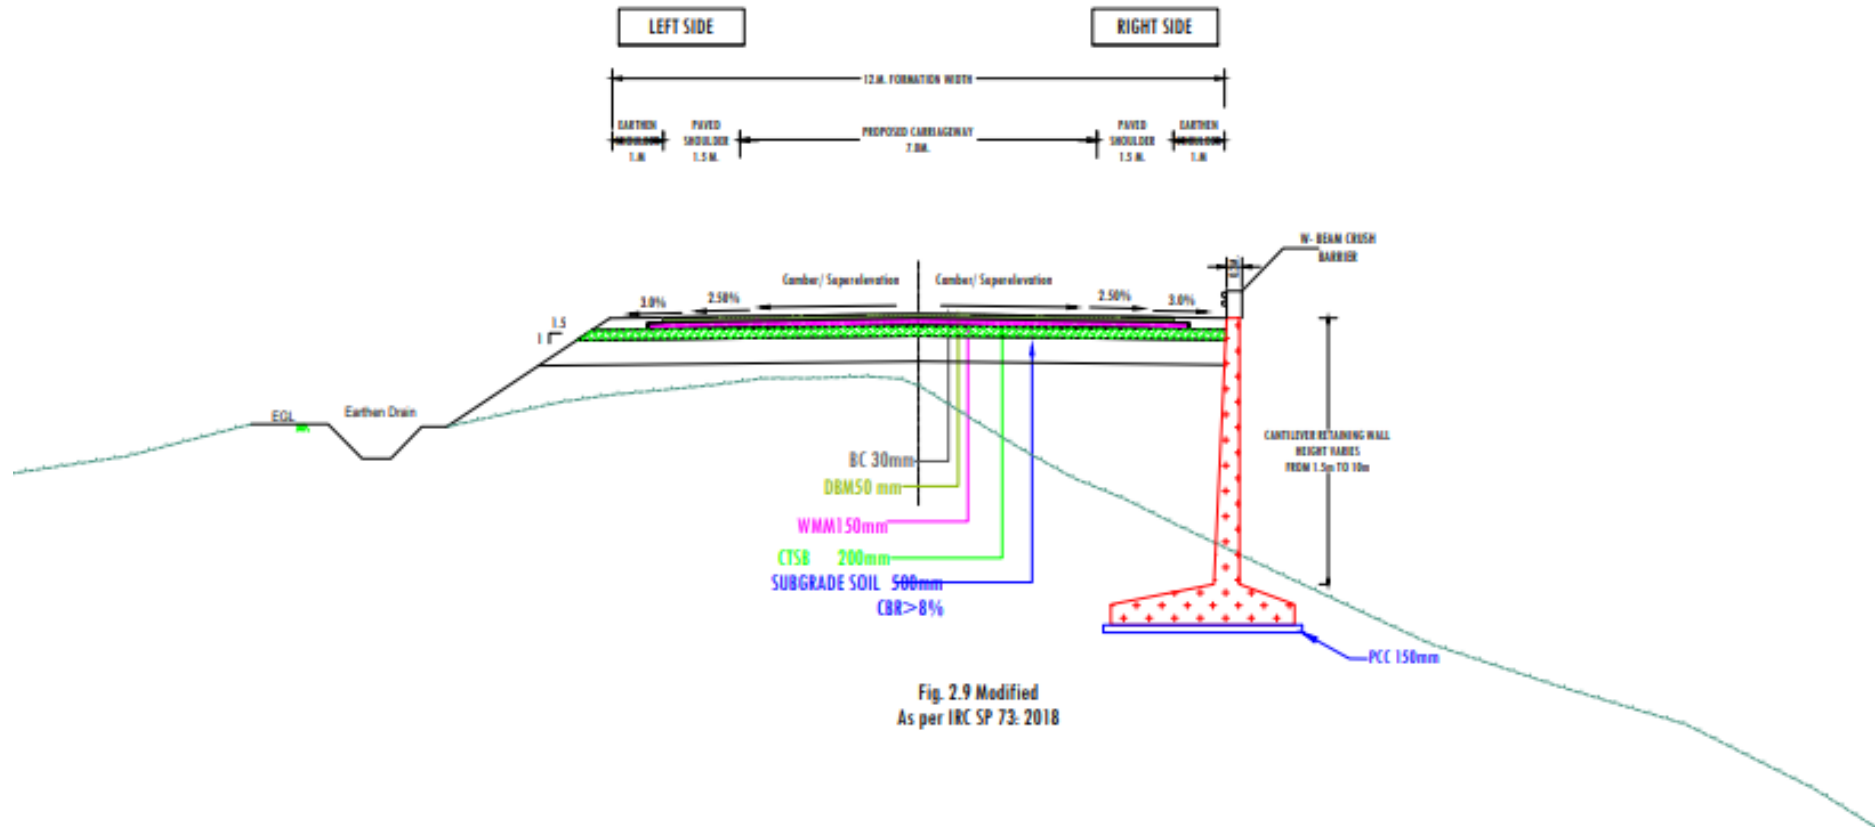 LEFT SIDE
RIGHT SIDE
12.M. FORMATION WIDTH
EARTHEN
SHOULDER
1.M
PAVED
SHOULDER
1.5 M.
PROPOSED CARRIAGEWAY
7.0M.
PAVED
SHOULDER
1.5 M.
EARTHEN
SHOULDER
1.M
W- BEAM CRUSH
BARRIER
Camber/ Superelevation
Camber/ Superelevation
3.0%
2.50%
2.50%
3.0%
1.5
1
EGL
Earthen Drain
CANTILEVER RETAINING WALL
HEIGHT VARIES
FROM 1.5m TO 10m
BC 30mm
DBM50 mm
WMM150mm
CTSB 200mm
SUBGRADE SOIL 500mm
CBR>8%
PCC 150mm
Fig. 2.9 Modified
As per IRC SP 73: 2018